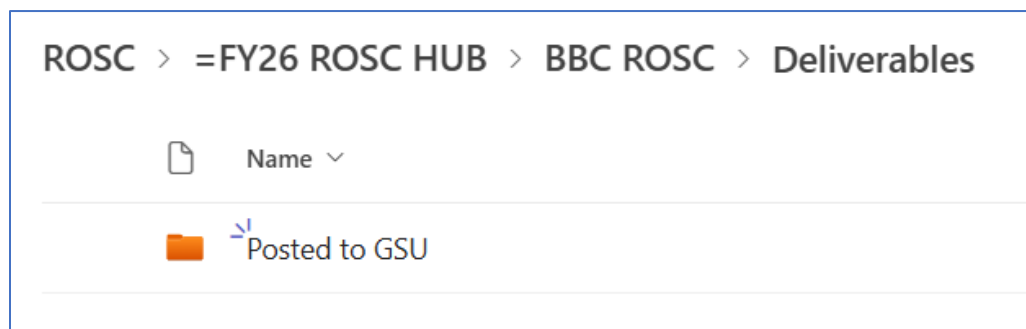 ROSC > =FY26 ROSC HUB > BBC ROSC > Deliverables
Name
Posted to GSU